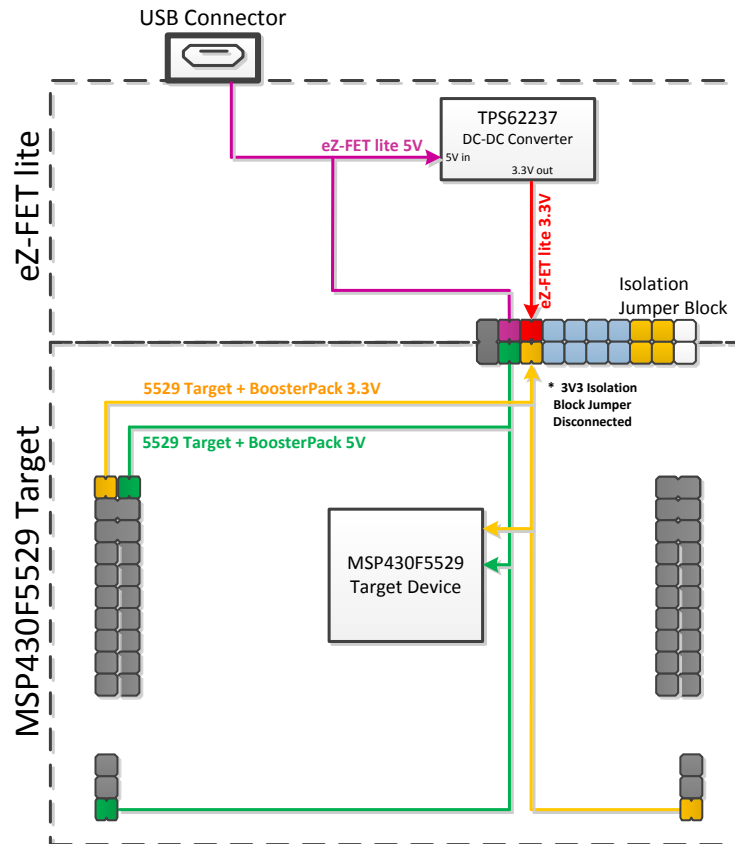 USB Connector
eZ-FET lite
TPS62237
DC-DC Converter
eZ-FET lite 5V
5V in
3.3V out
eZ-FET lite 3.3V
Isolation
Jumper Block
MSP430F5529 Target
5529 Target + BoosterPack 3.3V
* 3V3 Isolation
Block Jumper
Disconnected
5529 Target + BoosterPack 5V
MSP430F5529
Target Device